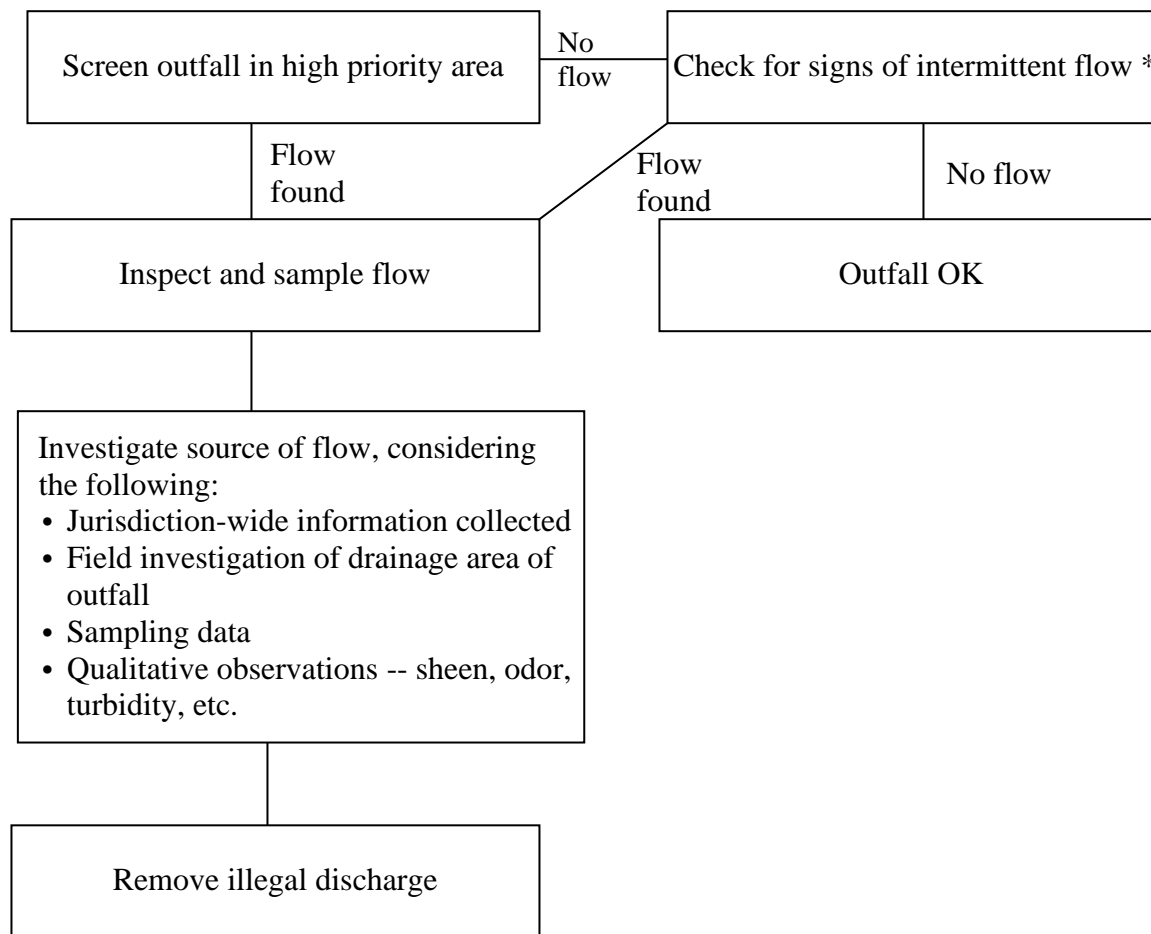 Screen outfall in high priority area
No
flow
Check for signs of intermittent flow *
Flow
found
Flow
found
No flow
Inspect and sample flow
Outfall OK
Investigate source of flow, considering
the following:
• Jurisdiction-wide information collected
• Field investigation of drainage area of
outfall
• Sampling data
• Qualitative observations -- sheen, odor,
turbidity, etc.
Remove illegal discharge